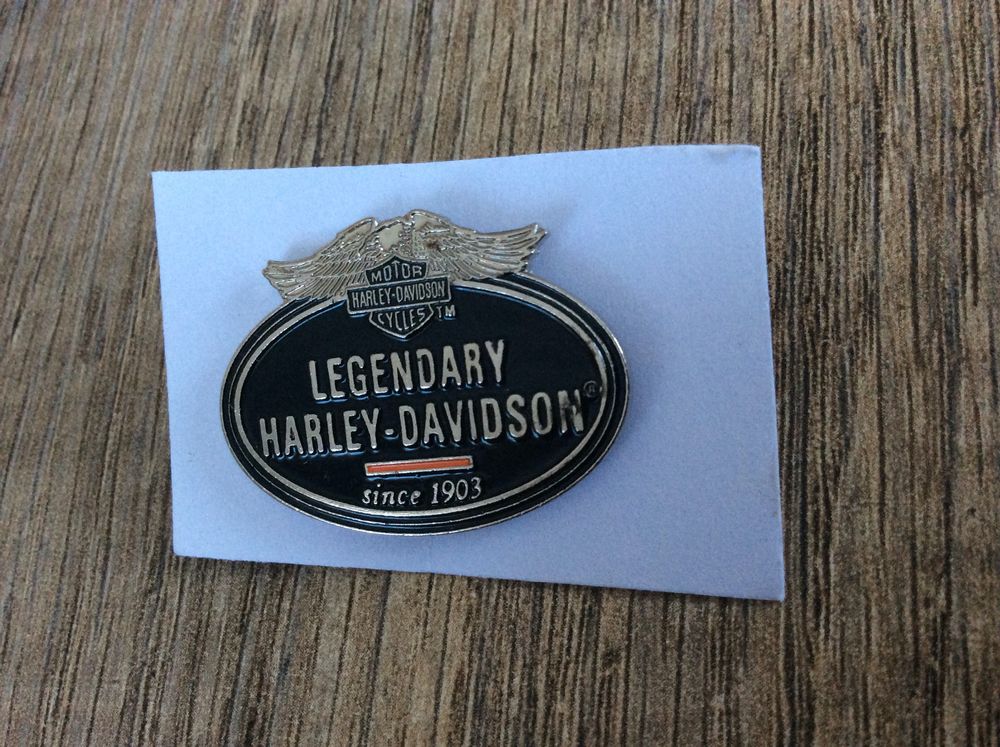 MOTOR
HARLEY-DAVIDSON
CYCLES TM
LEGENDARY
HARLEY-DAVIDSON®
since 1903